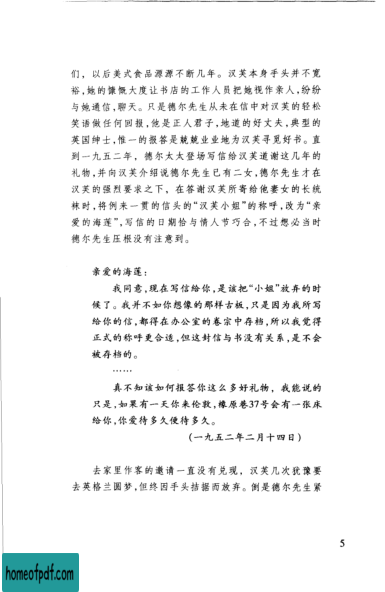 们，以后美式食品源源不断几年。汉芙本身手头并不宽
裕，她的慷慨大度让书店的工作人员把她视作亲人，纷纷
与她通信，聊天。只是德尔先生从未在信中对汉芙的轻松
笑语做任何回报，他是正人君子，地道的好丈夫，典型的
英国绅士，惟一的报答是兢兢业业地为汉芙寻觅好书。直
到一九五二年，德尔太太登场写信给汉芙道谢这几年的
礼物，并向汉芙介绍说德尔先生已有二女，德尔先生才在
汉芙的强烈要求之下，在答谢汉芙所寄给他妻女的长统
袜时，将例来一贯的信头的“汉芙小姐”的称呼，改为“亲
爱的海莲”，写信的日期恰与情人节巧合，不过想必当时
德尔先生压根没有注意到。
亲爱的海莲：
我同意，现在写信给你，是该把“小姐”放弃的时
候了。我并不如你想像的那样古板，只是因为我所写
给你的信，都得在办公室的卷宗中存档，所以我觉得
正式的称呼更合适，但这封信与书没有关系，是不会
被存档的。
……
真不知该如何报答你这么多好礼物，我能说的
只是，如果有一天你来伦敦，橡原巷37号会有一张床
给你，你爱待多久便待多久。
（一九五二年二月十四日）
去家里作客的邀请一直没有兑现，汉芙几次犹豫要
去英格兰圆梦，但终因手头拮据而放弃。倒是德尔先生紧
5
homeofpdf.com